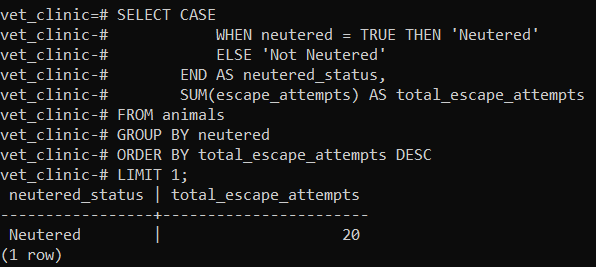 vet_clinic=# SELECT CASE
vet_clinic-#           WHEN neutered = TRUE THEN 'Neutered'
vet_clinic-#           ELSE 'Not Neutered'
vet_clinic-#       END AS neutered_status,
vet_clinic-#       SUM(escape_attempts) AS total_escape_attempts
vet_clinic-# FROM animals
vet_clinic-# GROUP BY neutered
vet_clinic-# ORDER BY total_escape_attempts DESC
vet_clinic-# LIMIT 1;
 neutered_status | total_escape_attempts
-----------------+-----------------------
 Neutered        |                    20
(1 row)